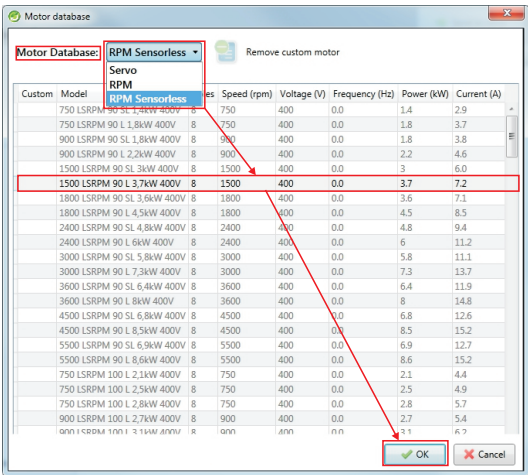 Motor database
Motor Database: RPM Sensorless Remove custom motor
Servo
RPM
RPM Sensorless
Custom Model es Speed (rpm) Voltage (V) Frequency (Hz) Power (kW) Current (A)
750 LSRPM 90 SL 1,4kW 400V 8 750 400 0.0 1.4 2.9
750 LSRPM 90 L 1,8kW 400V 8 750 400 0.0 1.8 3.7
900 LSRPM 90 SL 1,8kW 400V 8 900 400 0.0 1.8 3.8
900 LSRPM 90 L 2,2kW 400V 8 900 400 0.0 2.2 4.6
1500 LSRPM 90 SL 3kW 400V 8 1500 400 0.0 3 6.0
1500 LSRPM 90 L 3,7kW 400V 8 1500 400 0.0 3.7 7.2
1800 LSRPM 90 SL 3,6kW 400V 8 1800 400 0.0 3.6 7.1
1800 LSRPM 90 L 4,5kW 400V 8 1800 400 0.0 4.5 8.5
2400 LSRPM 90 SL 4,8kW 400V 8 2400 400 0.0 4.8 9.4
2400 LSRPM 90 L 6kW 400V 8 2400 400 0.0 6 11.2
3000 LSRPM 90 SL 5,8kW 400V 8 3000 400 0.0 5.8 11.1
3000 LSRPM 90 L 7,3kW 400V 8 3000 400 0.0 7.3 13.7
3600 LSRPM 90 SL 6,4kW 400V 8 3600 400 0.0 6.4 11.9
3600 LSRPM 90 L 8kW 400V 8 3600 400 0.0 8 14.8
4500 LSRPM 90 SL 6,8kW 400V 8 4500 400 0.0 6.8 12.6
4500 LSRPM 90 L 8,5kW 400V 8 4500 400 0.0 8.5 15.2
5500 LSRPM 90 SL 6,9kW 400V 8 5500 400 0.0 6.9 12.7
5500 LSRPM 90 L 8,6kW 400V 8 5500 400 0.0 8.6 15.2
750 LSRPM 100 L 2,1kW 400V 8 750 400 0.0 2.1 4.4
750 LSRPM 100 L 2,5kW 400V 8 750 400 0.0 2.5 4.9
750 LSRPM 100 L 2,8kW 400V 8 750 400 0.0 2.8 5.7
900 LSRPM 100 L 2,7kW 400V 8 900 400 0.0 2.7 5.4
900 LSRPM 100 L 3,1kW 400V 8 900 400 0.0 3.1 6.2
OK Cancel